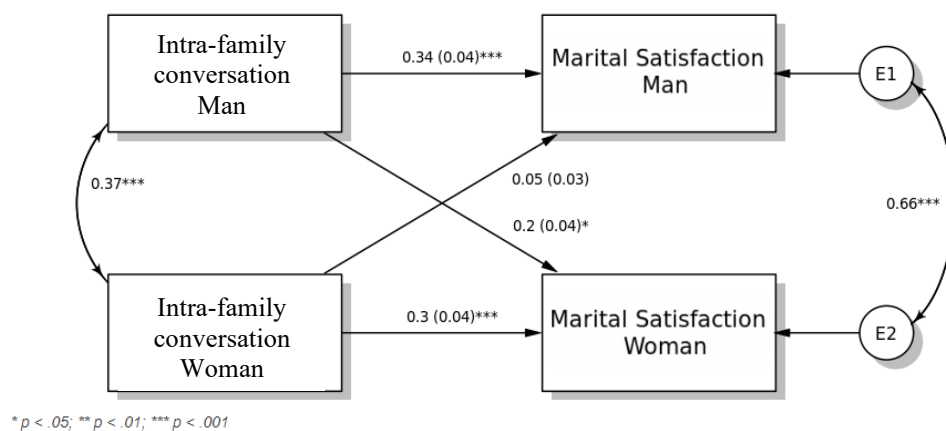 Intra-family
conversation
Man
0.34 (0.04)***
Marital Satisfaction
Man
E1
0.37***
0.05 (0.03)
0.2 (0.04)*
0.66***
Intra-family
conversation
Woman
0.3 (0.04)***
Marital Satisfaction
Woman
E2
* p < .05; ** p < .01; *** p < .001